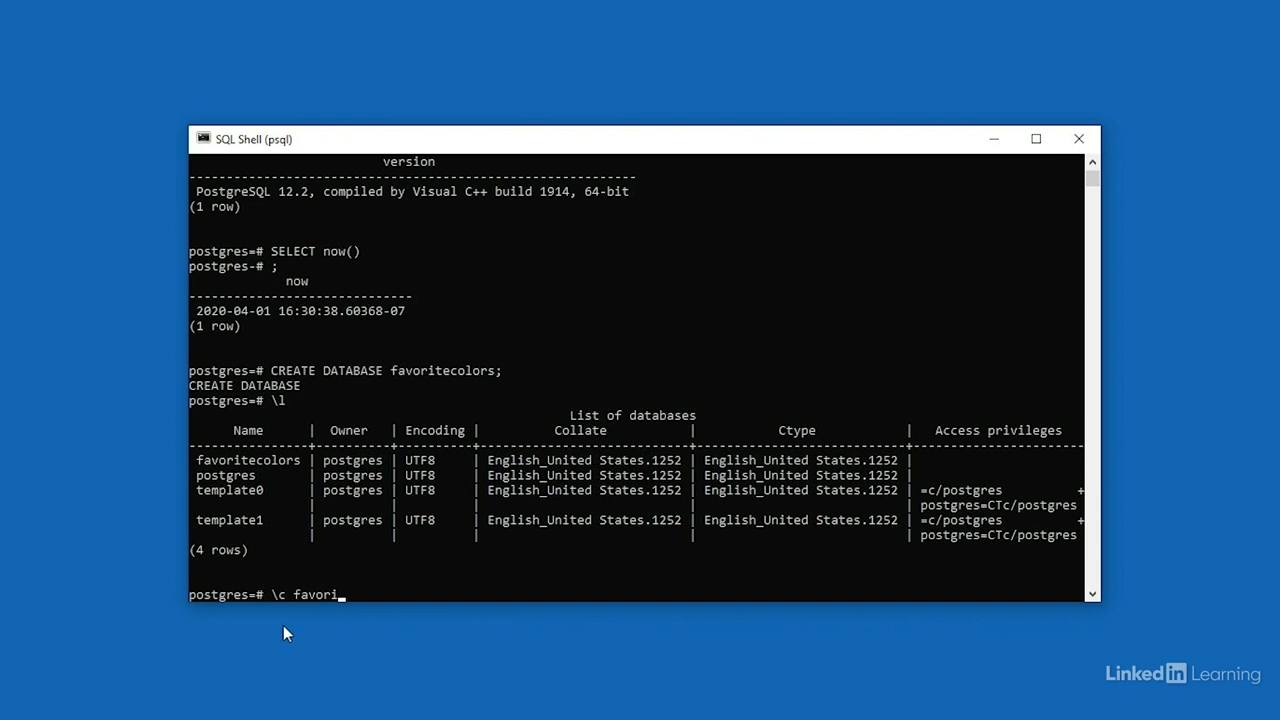 SQL Shell (psql)
version
--------------------------------------------------------------
PostgreSQL 12.2, compiled by Visual C++ build 1914, 64-bit
(1 row)
postgres=# SELECT now()
postgres-# ;
now
------------------------------
2020-04-01 16:30:38.60368-07
(1 row)
postgres=# CREATE DATABASE favoritecolors;
CREATE DATABASE
postgres=# \l
List of databases
Name | Owner | Encoding | Collate | Ctype | Access privileges
----------------+----------+----------+----------------------------+----------------------------+-----------------------
favoritecolors | postgres | UTF8 | English_United States.1252 | English_United States.1252 |
postgres | postgres | UTF8 | English_United States.1252 | English_United States.1252 |
template0 | postgres | UTF8 | English_United States.1252 | English_United States.1252 | =c/postgres +
| | | | | postgres=CTc/postgres
template1 | postgres | UTF8 | English_United States.1252 | English_United States.1252 | =c/postgres +
| | | | | postgres=CTc/postgres
(4 rows)
postgres=# \c favori_
LinkedIn Learning